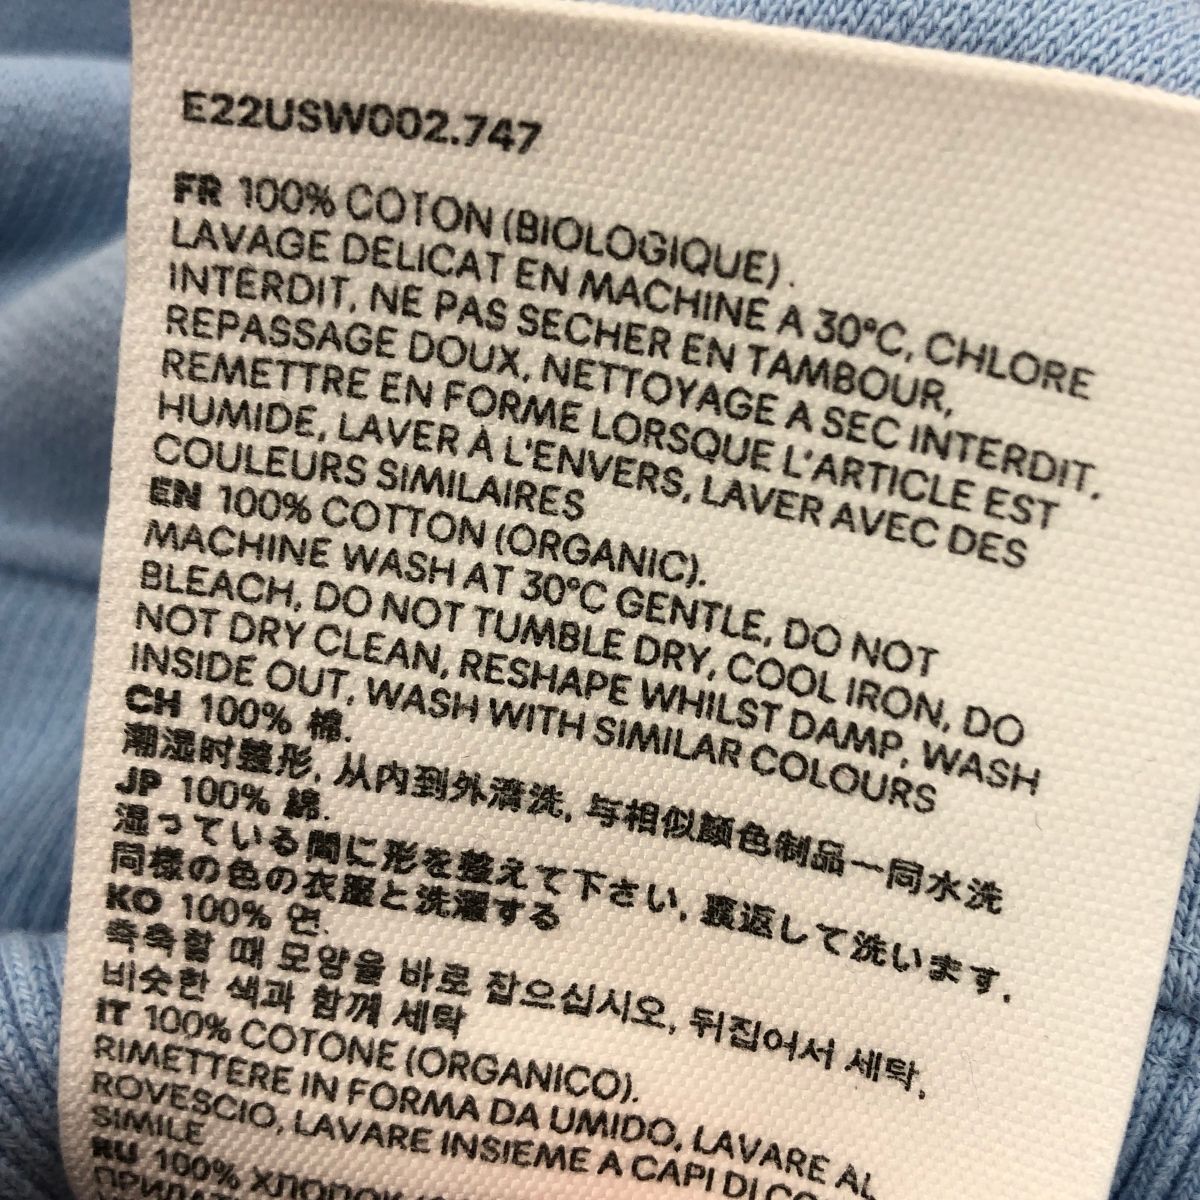 E22USW002.747
FR 100% COTON (BIOLOGIQUE).
LAVAGE DELICAT EN MACHINE A 30°C, CHLORE
INTERDIT, NE PAS SECHER EN TAMBOUR,
REPASSAGE DOUX, NETTOYAGE A SEC INTERDIT,
REMETTRE EN FORME LORSQUE L'ARTICLE EST
HUMIDE, LAVER À L'ENVERS, LAVER AVEC DES
COULEURS SIMILAIRES
EN 100% COTTON (ORGANIC).
MACHINE WASH AT 30°C GENTLE, DO NOT
BLEACH, DO NOT TUMBLE DRY, COOL IRON, DO
NOT DRY CLEAN, RESHAPE WHILST DAMP, WASH
INSIDE OUT, WASH WITH SIMILAR COLOURS
CH 100% 棉.
潮湿时整形, 从内到外清洗, 与相似颜色制品一同水洗
JP 100% 綿.
湿っている間に形を整えて下さい, 裏返して洗います,
同様の色の衣服と洗濯する
KO 100% 면.
축축할 때 모양을 바로 잡으십시오, 뒤집어서 세탁,
비슷한 색과 함께 세탁
IT 100% COTONE (ORGANICO).
RIMETTERE IN FORMA DA UMIDO, LAVARE AL
ROVESCIO, LAVARE INSIEME A CAPI DI CO
SIMILE
RU 100% ХЛОПОК